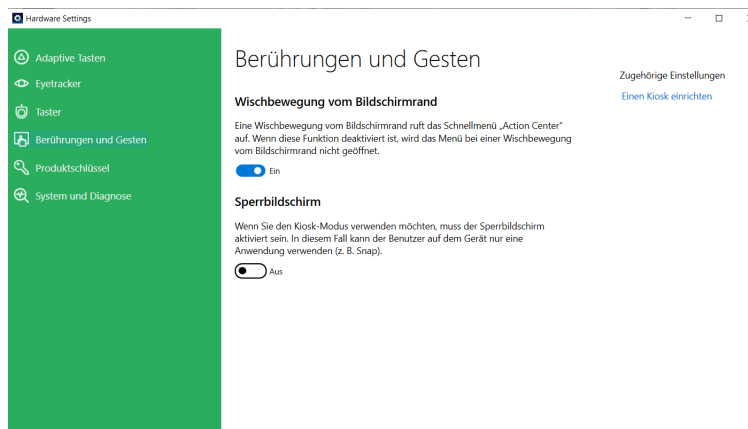 Hardware Settings
Adaptive Tasten
Eyetracker
Taster
Berührungen und Gesten
Produktschlüssel
System und Diagnose
Berührungen und Gesten
Wischbewegung vom Bildschirmrand
Eine Wischbewegung vom Bildschirmrand ruft das Schnellmenü „Action Center"
auf. Wenn diese Funktion deaktiviert ist, wird das Menü bei einer Wischbewegung
vom Bildschirmrand nicht geöffnet.
Ein
Sperrbildschirm
Wenn Sie den Kiosk-Modus verwenden möchten, muss der Sperrbildschirm
aktiviert sein. In diesem Fall kann der Benutzer auf dem Gerät nur eine
Anwendung verwenden (z. B. Snap).
Aus
Zugehörige Einstellungen
Einen Kiosk einrichten